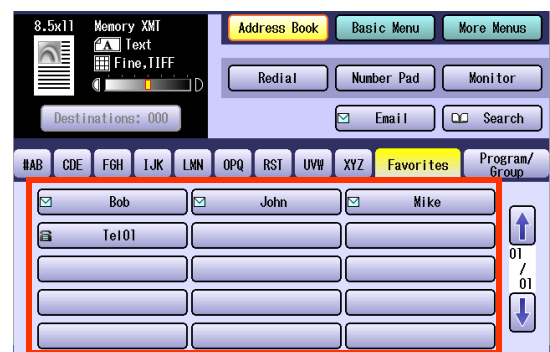 8.5x11 Memory XMT
A Text
Fine,TIFF
D
Destinations: 000
Address Book Basic Menu More Menus
Redial Number Pad Monitor
Email Search
#AB CDE FGH IJK LMN OPQ RST UVW XYZ Favorites Program/
Group
Bob John Mike
Tel01
01
/
01